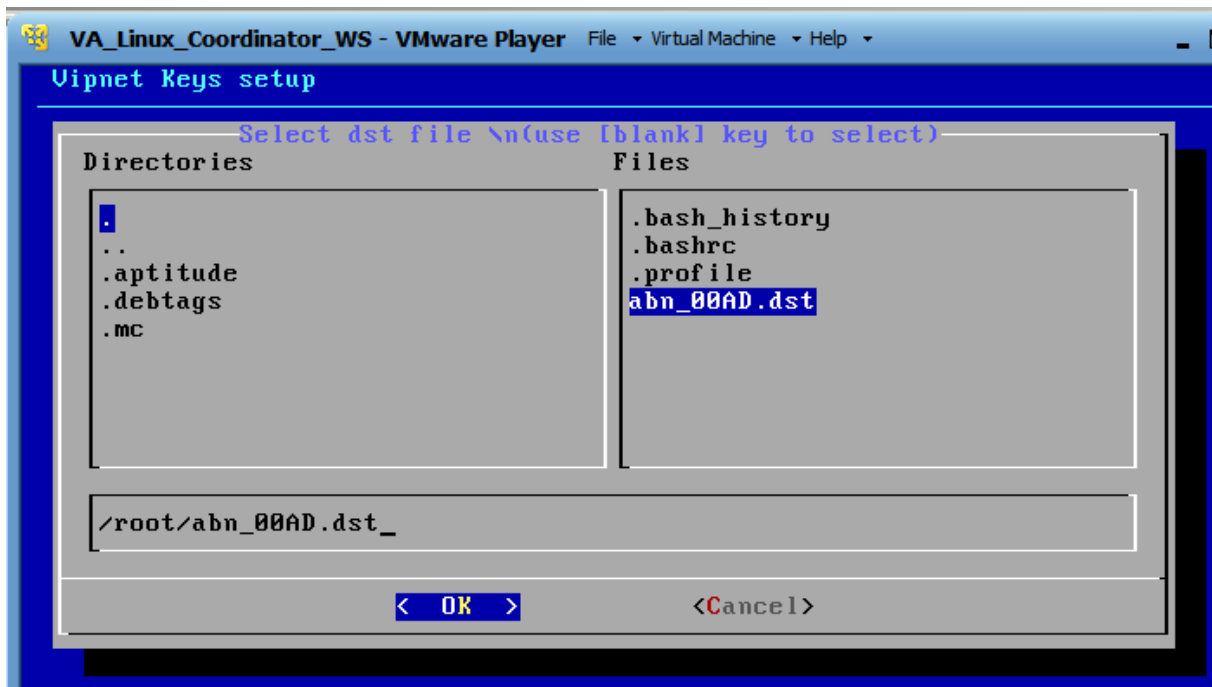 VA_Linux_Coordinator_WS - VMware Player File Virtual Machine Help
Vipnet Keys setup
Select dst file \n(use [blank] key to select)
Directories
.
..
.aptitude
.debtags
.mc
Files
.bash_history
.bashrc
.profile
abn_00AD.dst
/root/abn_00AD.dst_
< OK > <Cancel>